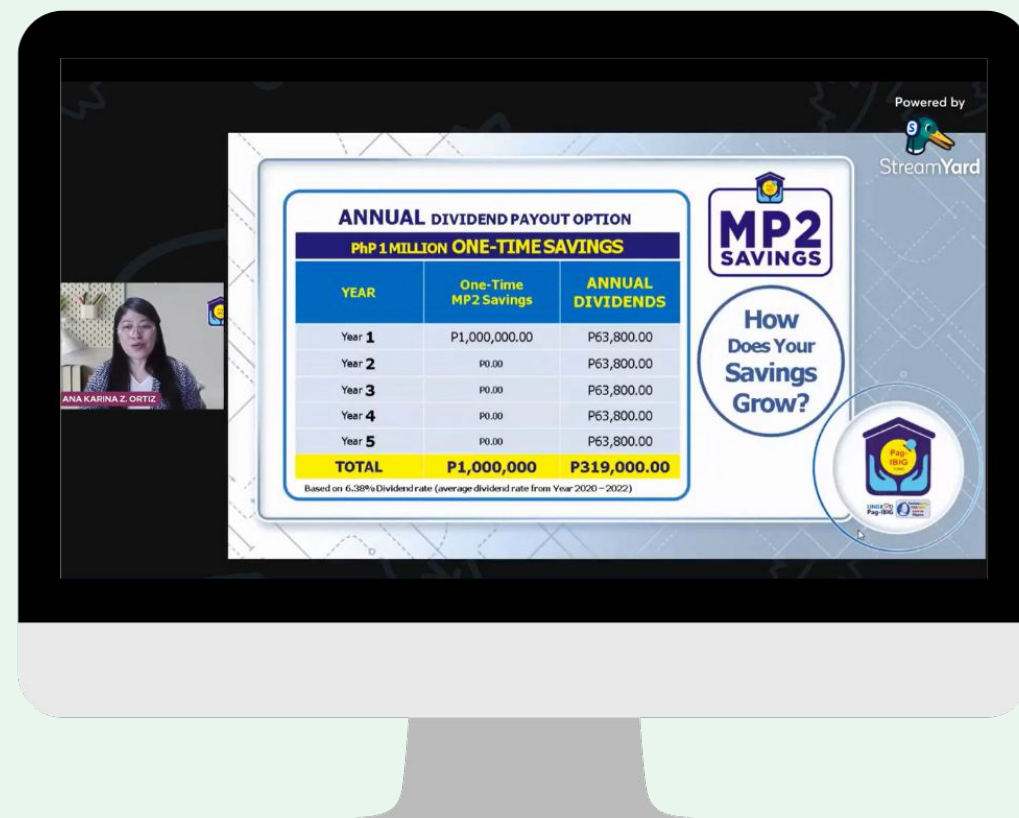 Powered by
StreamYard
ANNUAL DIVIDEND PAYOUT OPTION
PhP 1 MILLION ONE-TIME SAVINGS
YEAR One-Time MP2 Savings ANNUAL DIVIDENDS
Year 1 P1,000,000.00 P63,800.00
Year 2 P0.00 P63,800.00
Year 3 P0.00 P63,800.00
Year 4 P0.00 P63,800.00
Year 5 P0.00 P63,800.00
TOTAL P1,000,000 P319,000.00
Based on 6.38% Dividend rate (average dividend rate from Year 2020 – 2022)
MP2
SAVINGS
How
Does Your
Savings
Grow?
ANA KARINA Z. ORTIZ
Pag-
IBIG
Pag-IBIG